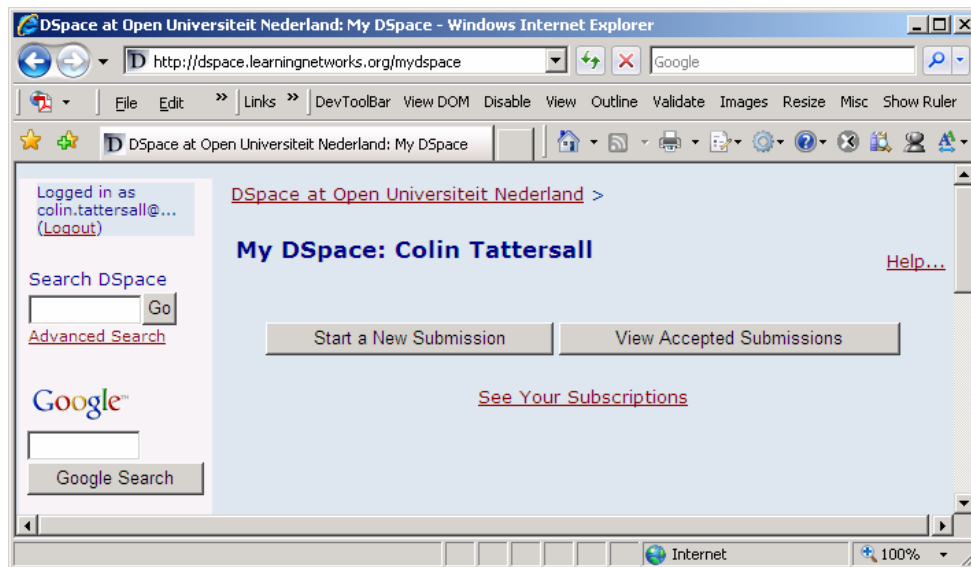 DSpace at Open Universiteit Nederland: My DSpace - Windows Internet Explorer
http://dspace.learningnetworks.org/mydspace
Google
File Edit » Links » DevToolBar View DOM Disable View Outline Validate Images Resize Misc Show Ruler
DSpace at Open Universiteit Nederland: My DSpace
Logged in as
colin.tattersall@...
(Logout)
DSpace at Open Universiteit Nederland >
My DSpace: Colin Tattersall
Help...
Search DSpace
Go
Advanced Search
Start a New Submission View Accepted Submissions
See Your Subscriptions
Google™
Google Search
Internet 100%